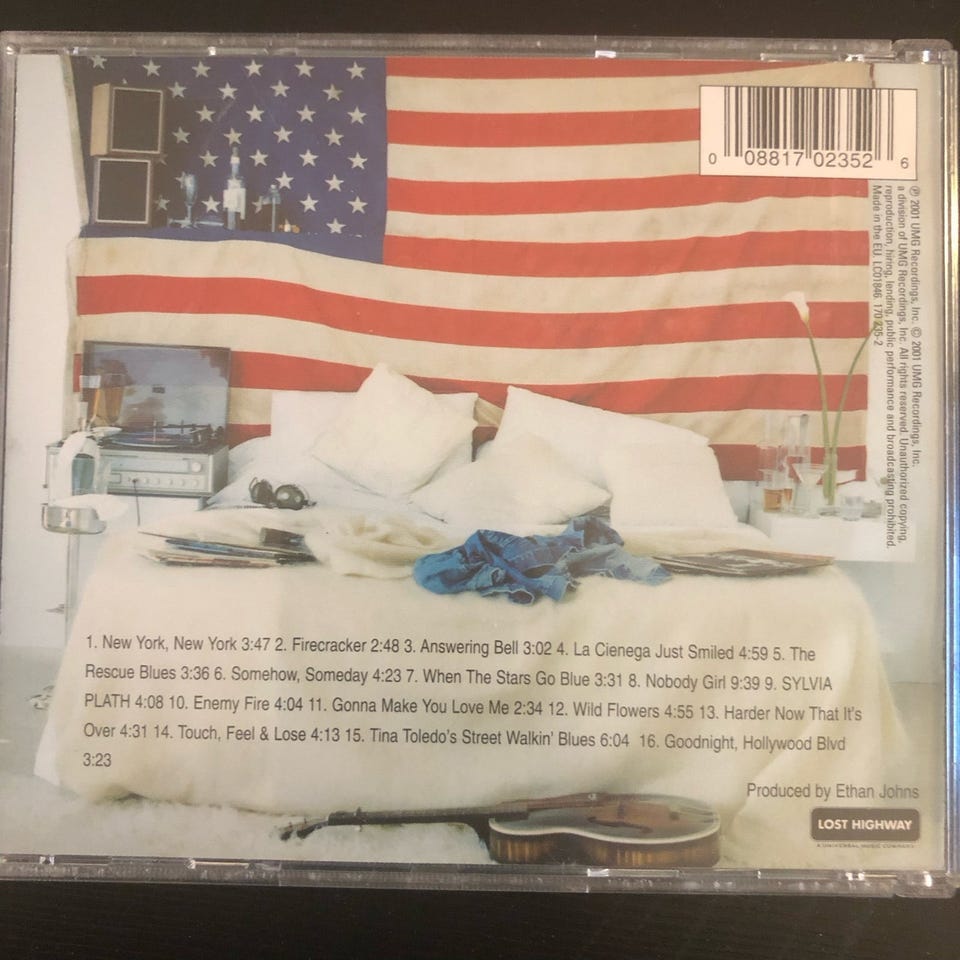 0 08817 02352 6
℗ 2001 UMG Recordings, Inc. © 2001 UMG Recordings, Inc.
a division of UMG Recordings, Inc. All rights reserved. Unauthorized copying,
reproduction, hiring, lending, public performance and broadcasting prohibited.
Made in the EU. LC01846 170 235-2
1. New York, New York 3:47 2. Firecracker 2:48 3. Answering Bell 3:02 4. La Cienega Just Smiled 4:59 5. The
Rescue Blues 3:36 6. Somehow, Someday 4:23 7. When The Stars Go Blue 3:31 8. Nobody Girl 9:39 9. SYLVIA
PLATH 4:08 10. Enemy Fire 4:04 11. Gonna Make You Love Me 2:34 12. Wild Flowers 4:55 13. Harder Now That It's
Over 4:31 14. Touch, Feel & Lose 4:13 15. Tina Toledo's Street Walkin' Blues 6:04 16. Goodnight, Hollywood Blvd
3:23
Produced by Ethan Johns
LOST HIGHWAY
A UNIVERSAL MUSIC COMPANY